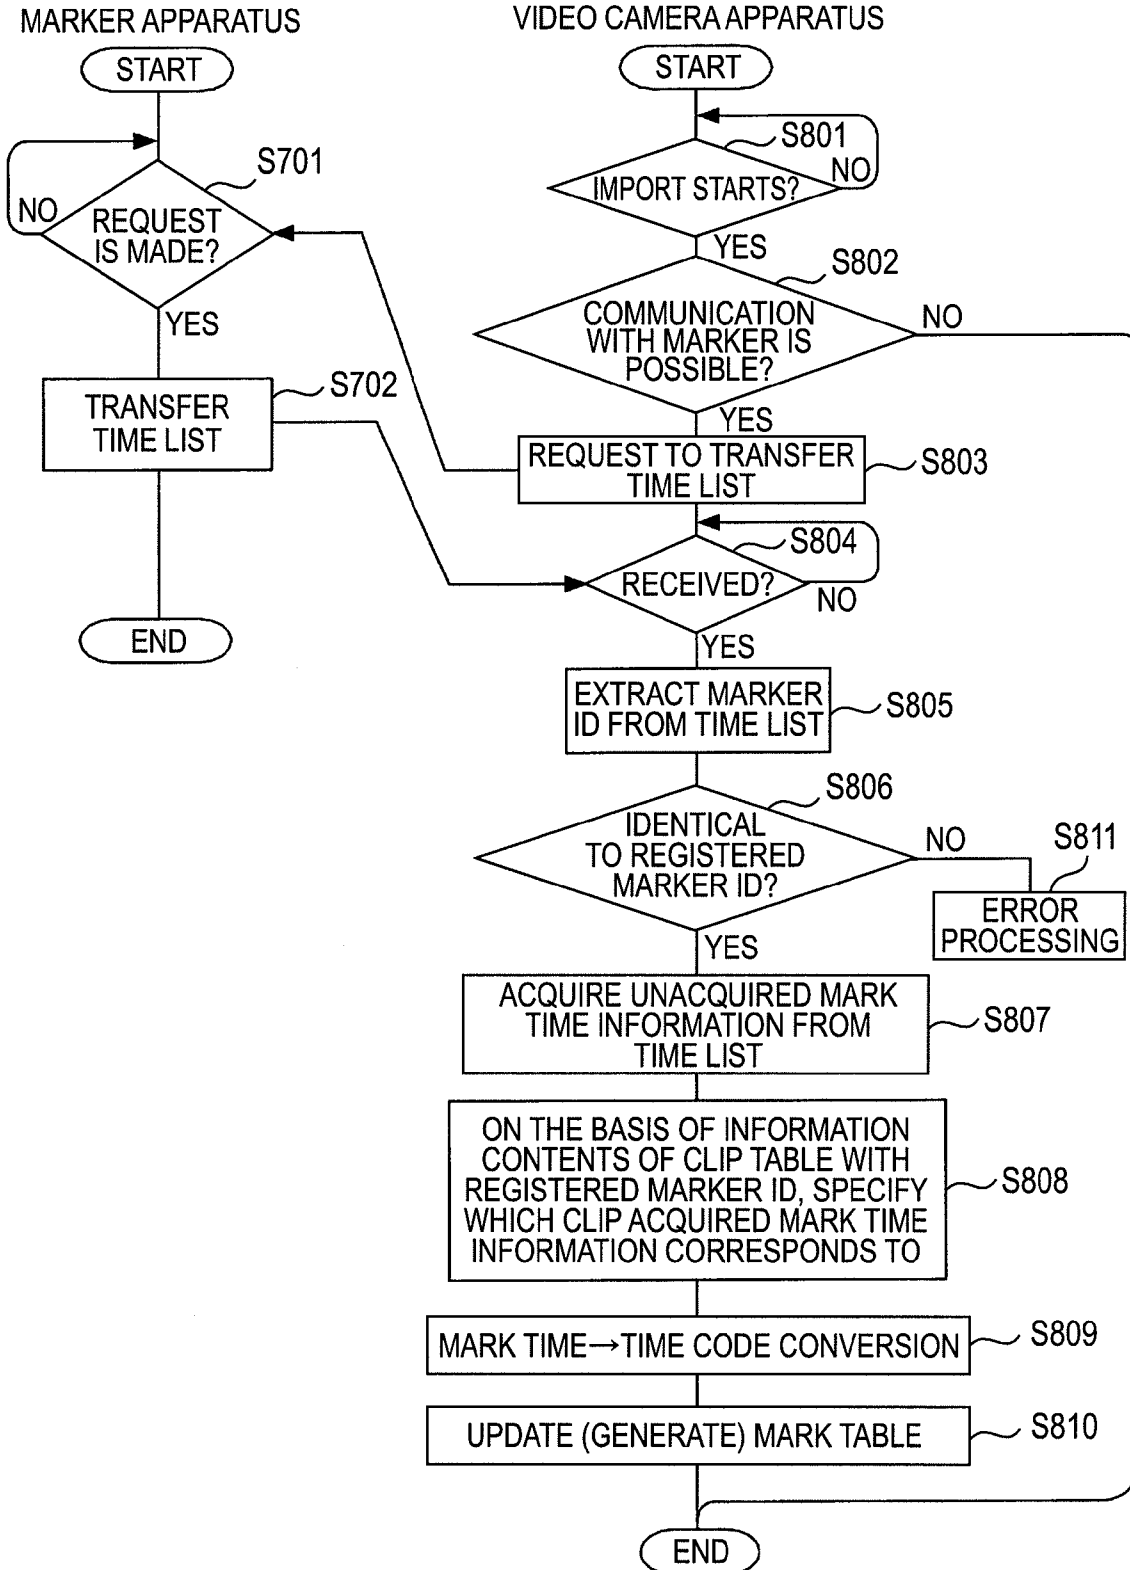 MARKER APPARATUS
START
S701
NO
REQUEST
IS MADE?
YES
S702
TRANSFER
TIME LIST
END
VIDEO CAMERA APPARATUS
START
S801
NO
IMPORT STARTS?
YES
S802
COMMUNICATION
WITH MARKER IS
POSSIBLE?
NO
YES
REQUEST TO TRANSFER
TIME LIST
S803
S804
RECEIVED?
NO
YES
EXTRACT MARKER
ID FROM TIME LIST
S805
S806
IDENTICAL
TO REGISTERED
MARKER ID?
NO
S811
ERROR
PROCESSING
YES
ACQUIRE UNACQUIRED MARK
TIME INFORMATION FROM
TIME LIST
S807
ON THE BASIS OF INFORMATION
CONTENTS OF CLIP TABLE WITH
REGISTERED MARKER ID, SPECIFY
WHICH CLIP ACQUIRED MARK TIME
INFORMATION CORRESPONDS TO
S808
MARK TIME→TIME CODE CONVERSION
S809
UPDATE (GENERATE) MARK TABLE
S810
END